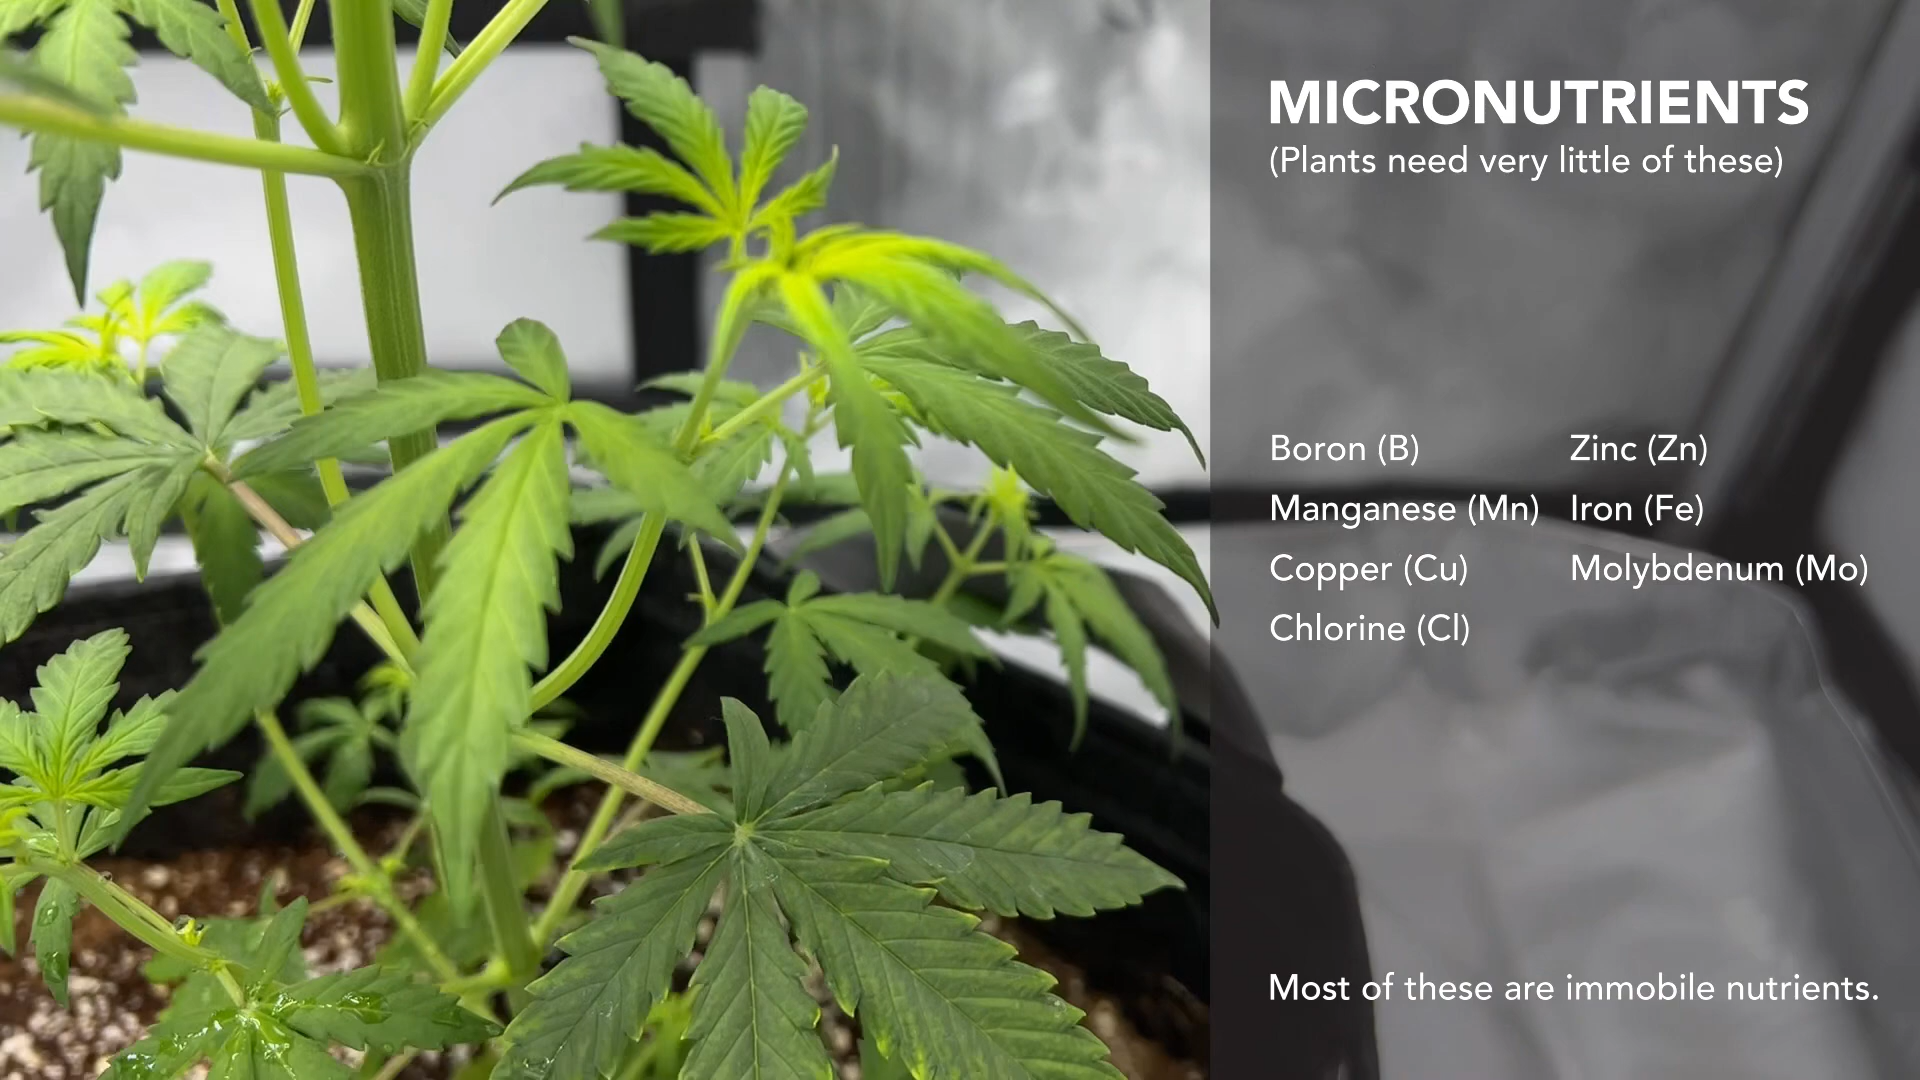 MICRONUTRIENTS
(Plants need very little of these)
Boron (B)
Manganese (Mn)
Copper (Cu)
Chlorine (Cl)
Zinc (Zn)
Iron (Fe)
Molybdenum (Mo)
Most of these are immobile nutrients.